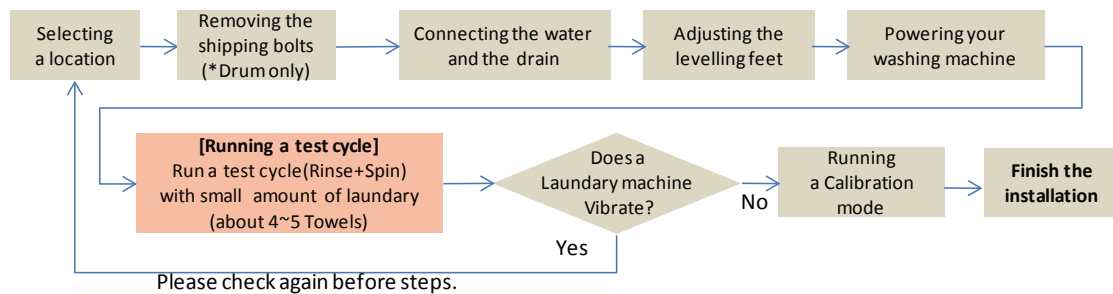 Selecting
a location
Removing the
shipping bolts
(*Drum only)
Connecting the water
and the drain
Adjusting the
levelling feet
Powering your
washing machine
[Running a test cycle]
Run a test cycle(Rinse+Spin)
with small amount of laundary
(about 4~5 Towels)
Does a
Laundary machine
Vibrate?
No
Running
a Calibration
mode
Finish the
installation
Yes
Please check again before steps.